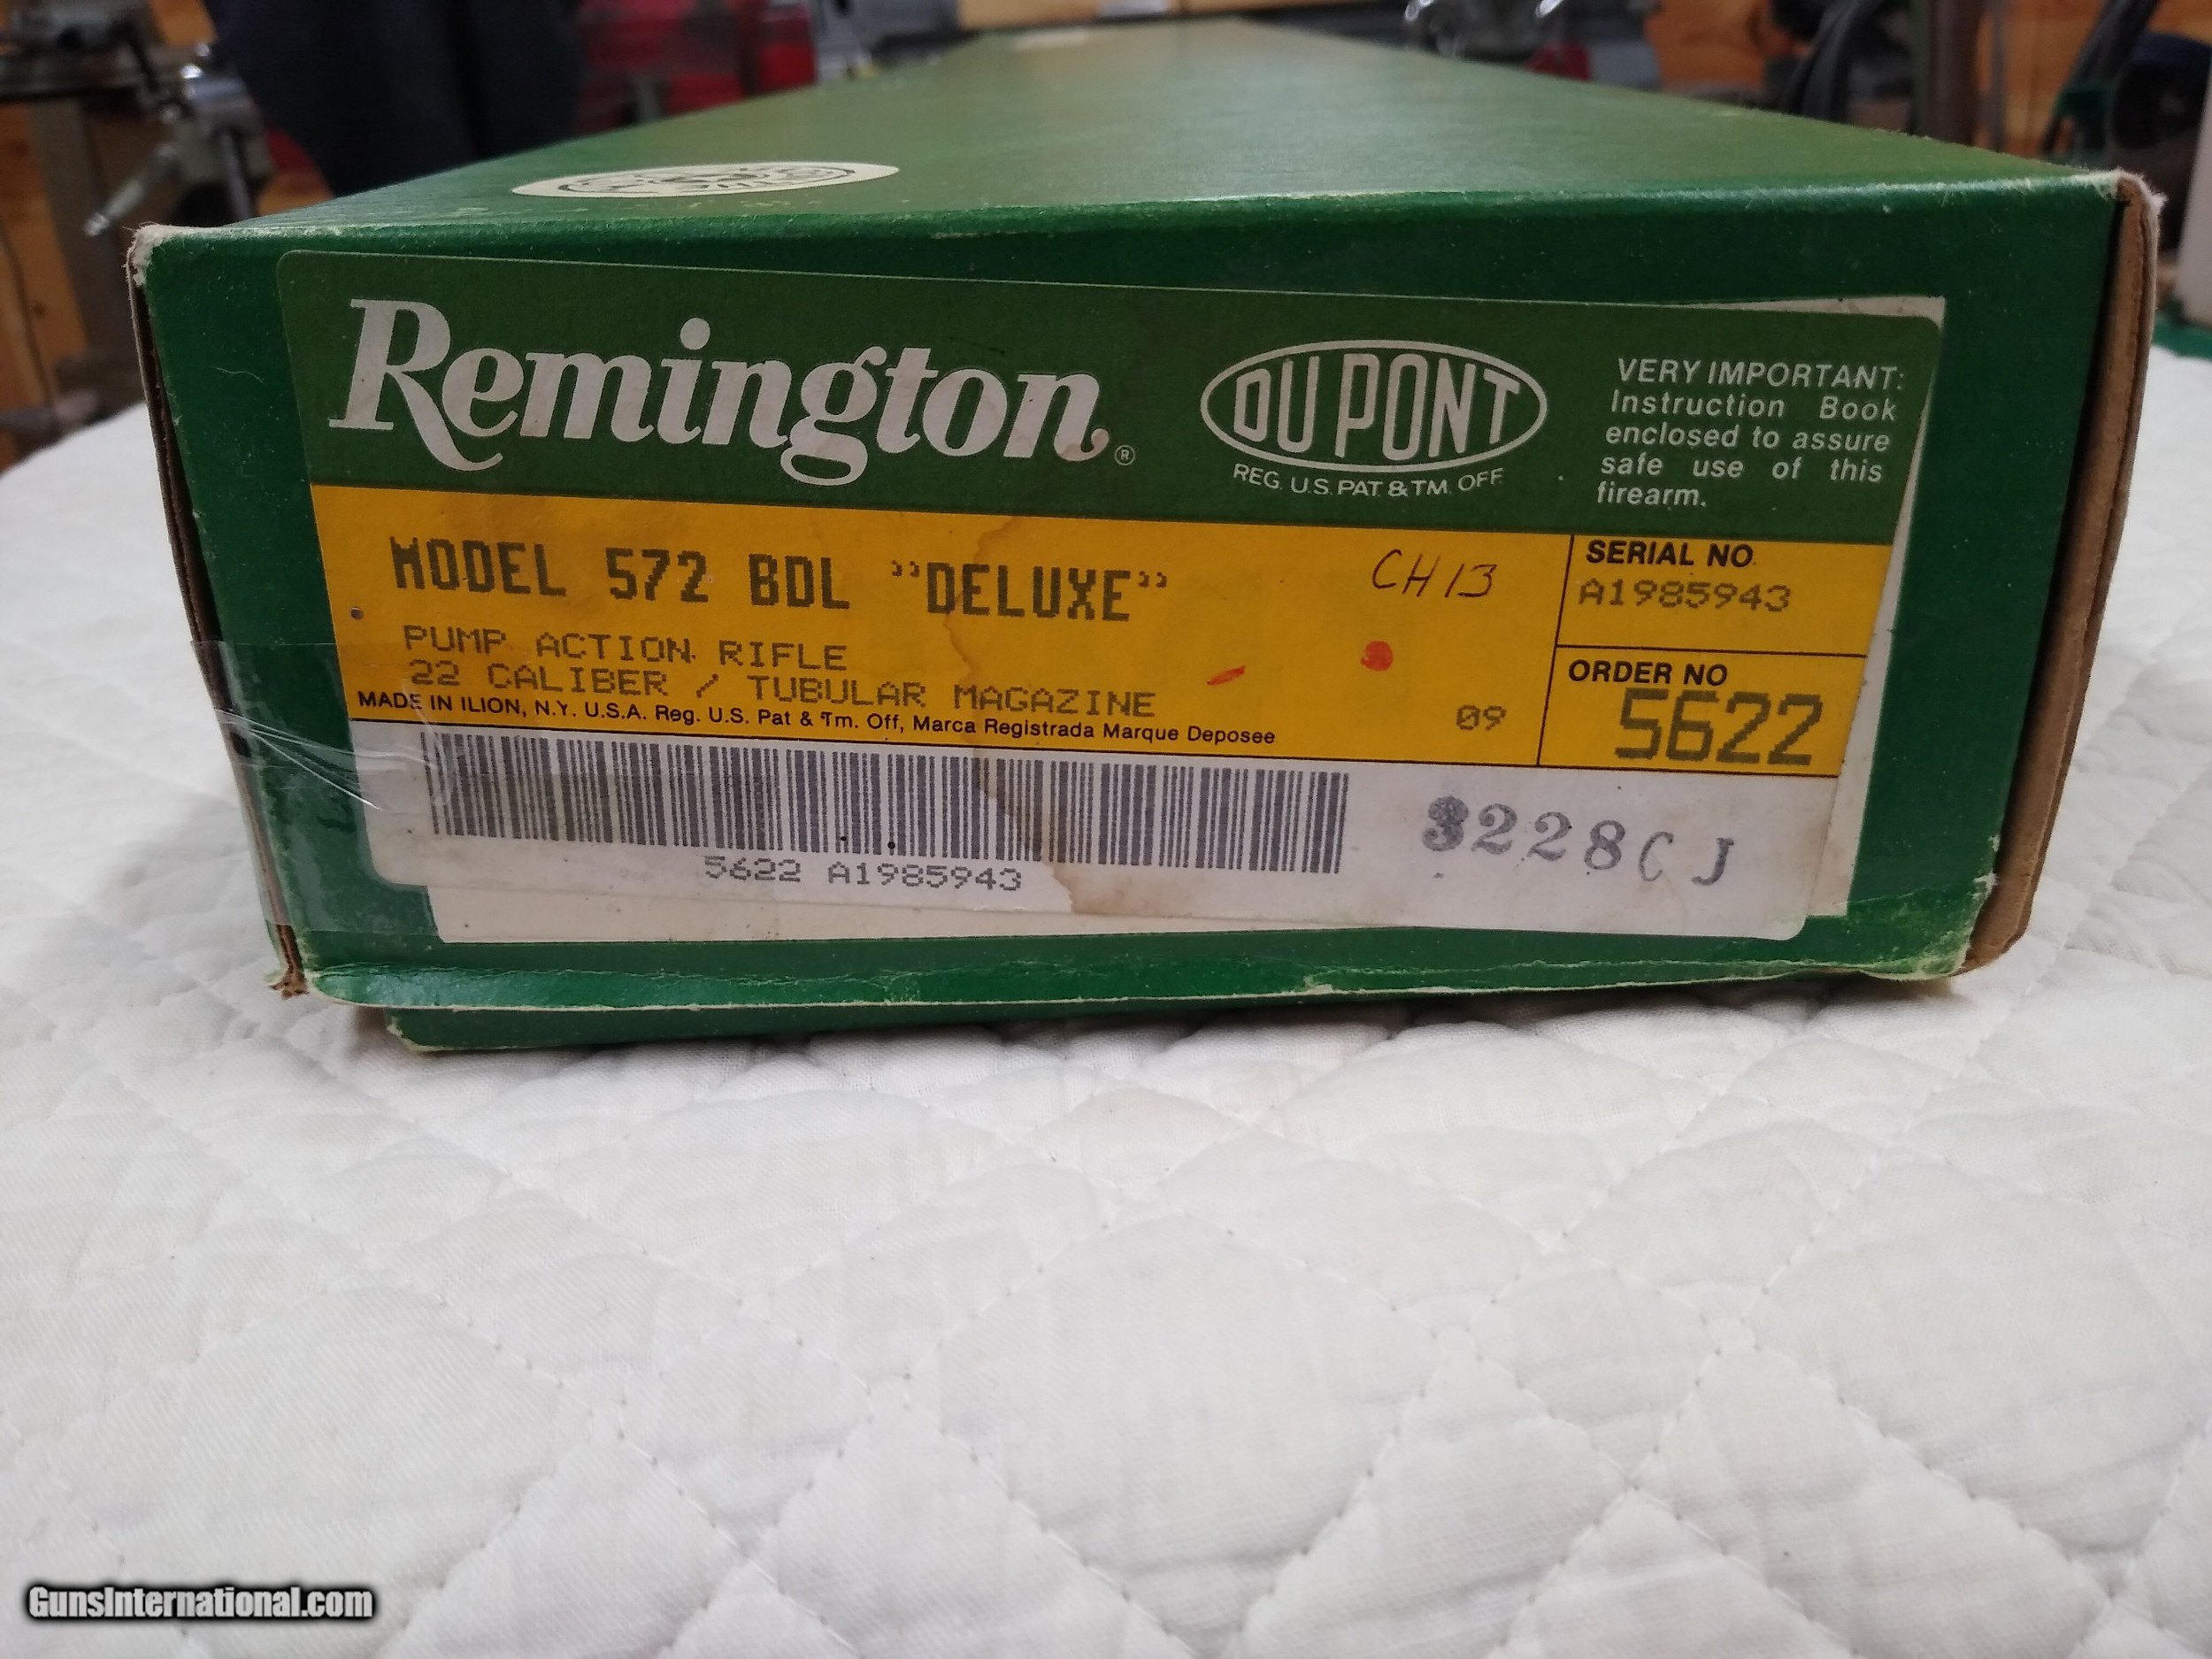 Remington®
DU PONT
REG. U.S. PAT. & TM. OFF.
VERY IMPORTANT:
Instruction Book
enclosed to assure
safe use of this
firearm.
MODEL 572 BDL "DELUXE"
CH 13
PUMP ACTION RIFLE
22 CALIBER / TUBULAR MAGAZINE
09
MADE IN ILION, N.Y. U.S.A. Reg. U.S. Pat & Tm. Off, Marca Registrada Marque Deposee
SERIAL NO.
A1985943
ORDER NO
5622
5622 A1985943
3228CJ
GunsInternational.com